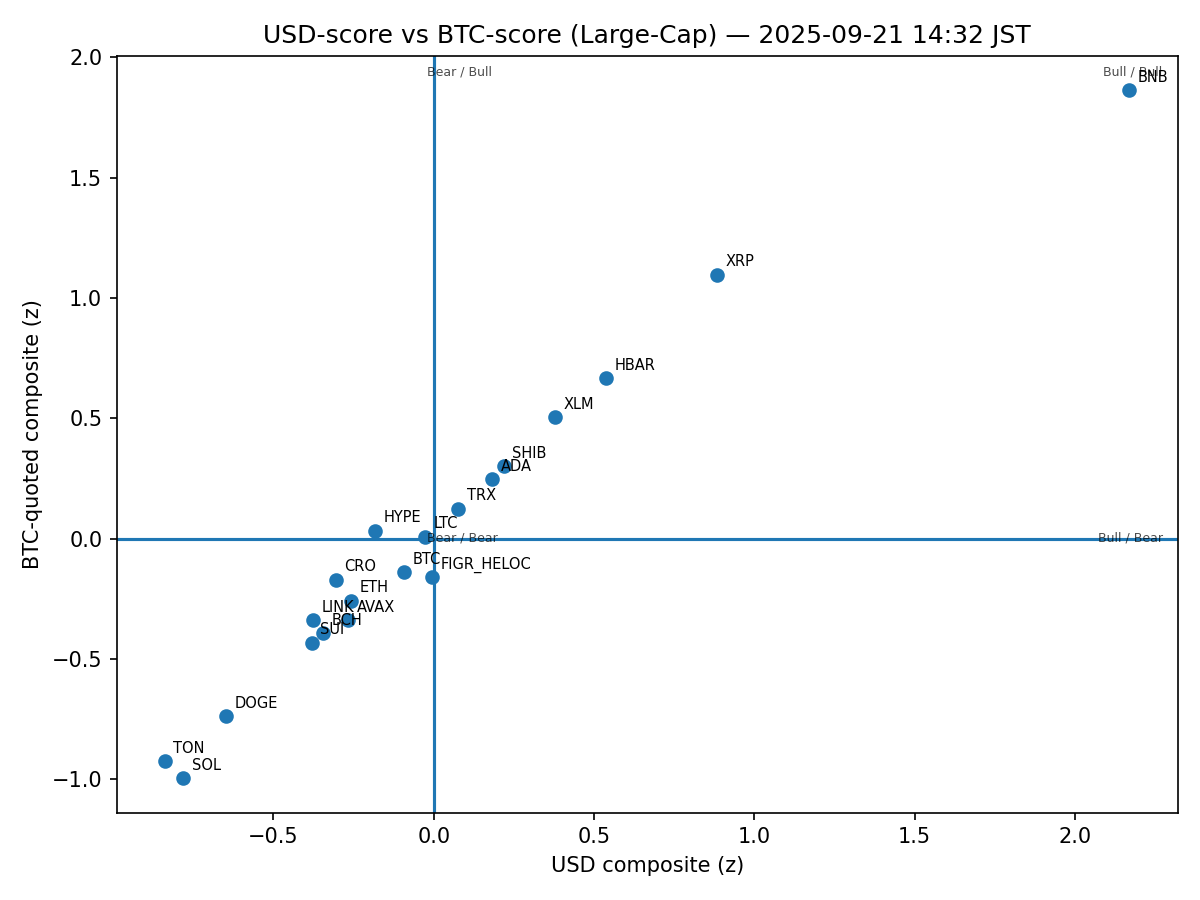 USD-score vs BTC-score (Large-Cap) — 2025-09-21 14:32 JST
2.0
Bear / Bull
Bull / Bull
BNB
1.5
XRP
1.0
HBAR
XLM
0.5
SHIB
ADA
TRX
HYPE
LTC
0.0
Bear / Bear
Bull / Bear
BTC
FIGR_HELOC
CRO
ETH
LINK
AVAX
BCH
SUI
−0.5
DOGE
TON
SOL
−1.0
−0.5
0.0
0.5
1.0
1.5
2.0
USD composite (z)
BTC-quoted composite (z)